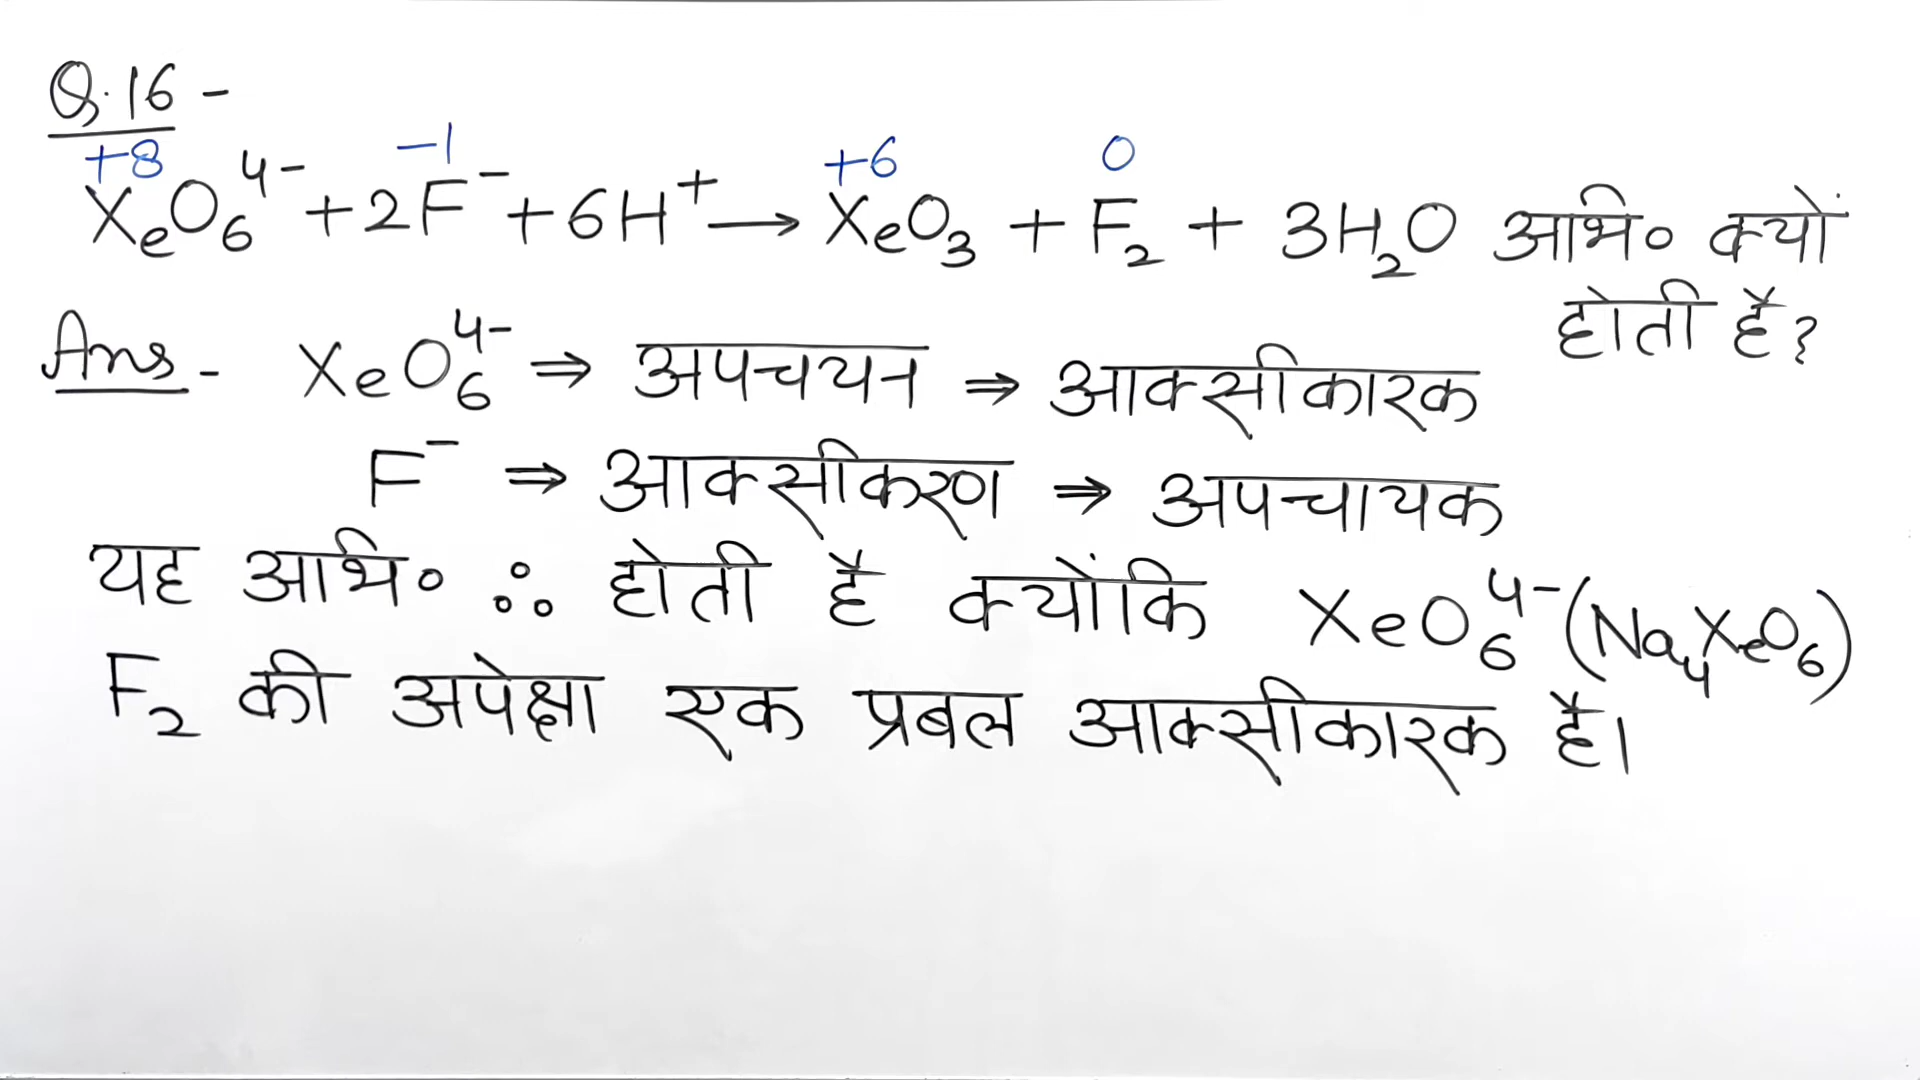 Q.16 -
+8 -1 +6 0
XeO₆⁴⁻ + 2F⁻ + 6H⁺ → XeO₃ + F₂ + 3H₂O अभि० क्यों
होती है?
Ans - XeO₆⁴⁻ ⇒ अपचयन ⇒ आक्सीकारक
F⁻ ⇒ आक्सीकरण ⇒ अपचायक
यह अभि० ∴ होती है क्योंकि XeO₆⁴⁻ (Na₄XeO₆)
F₂ की अपेक्षा एक प्रबल आक्सीकारक है।